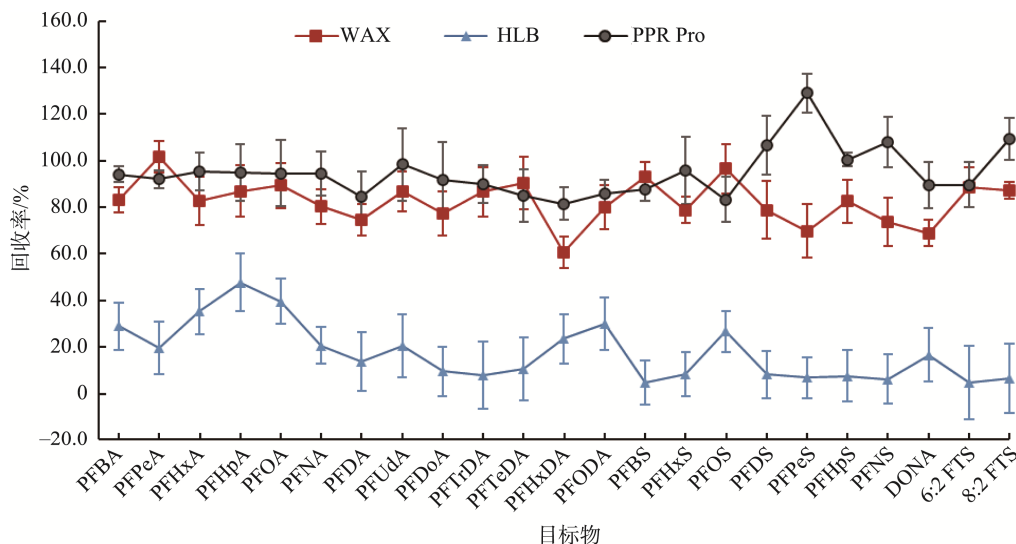 160.0
140.0
120.0
100.0
80.0
60.0
40.0
20.0
0
–20.0
回收率/%
WAX
HLB
PPR Pro
PFBA
PFPeA
PFHxA
PFHpA
PFOA
PFNA
PFDA
PFUdA
PFDoA
PFTrDA
PFTeDA
PFHxDA
PFODA
PFBS
PFHxS
PFOS
PFDS
PFPeS
PFHpS
PFNS
DONA
6:2 FTS
8:2 FTS
目标物